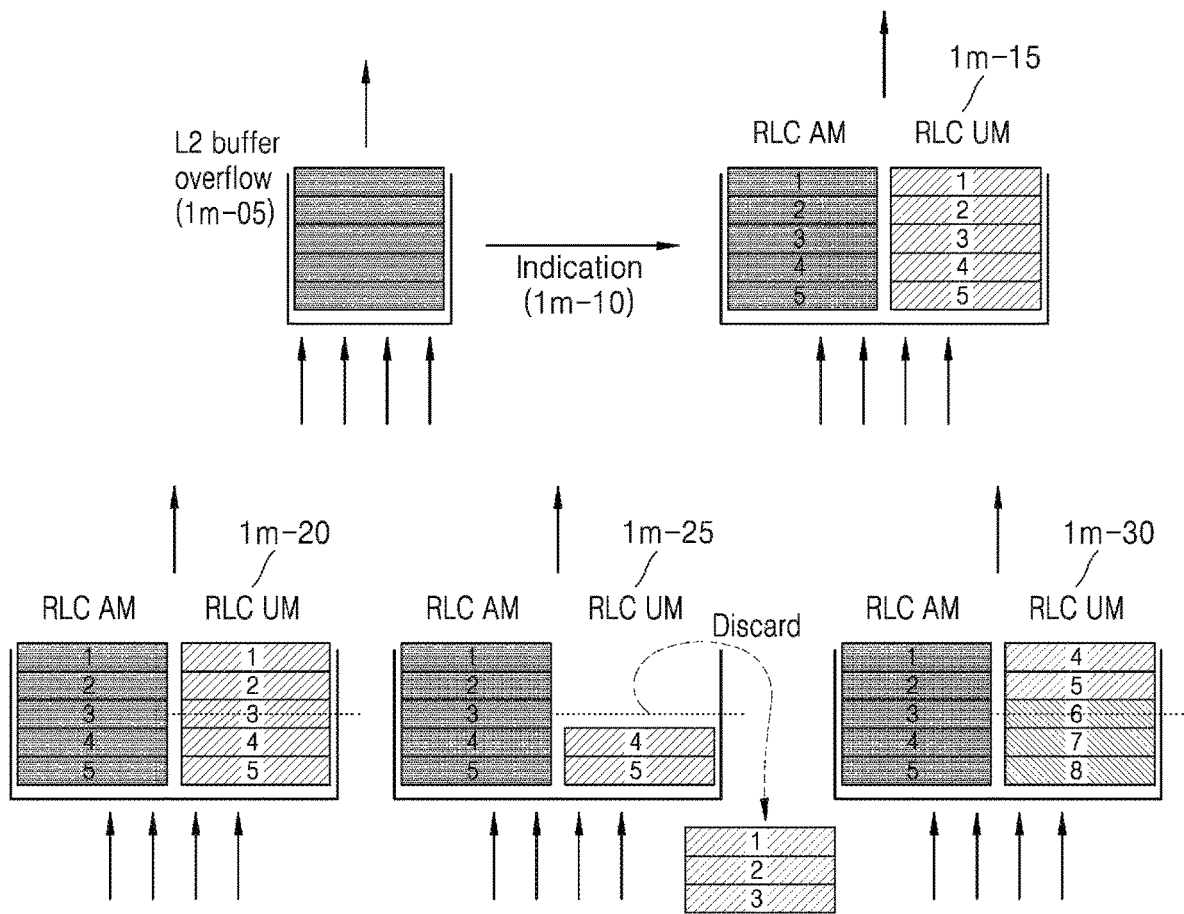 1m-15
RLC AM RLC UM
L2 buffer
overflow
(1m-05)
1 1
2 2
3 3
4 4
5 5
Indication
(1m-10)
1m-20 1m-25 1m-30
RLC AM RLC UM RLC AM RLC UM RLC AM RLC UM
Discard
1 1 1 1 4
2 2 2 2 5
3 3 3 3 6
4 4 4 4 4 7
5 5 5 5 5 8
1
2
3